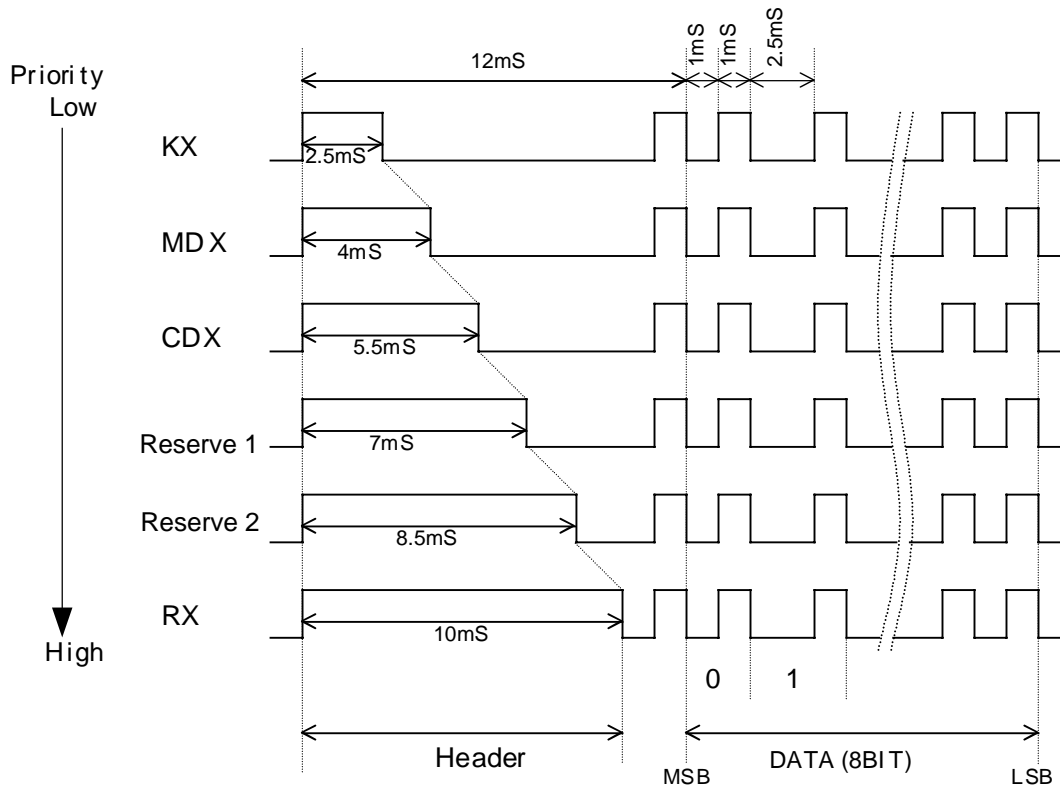 1mS
1mS
2.5mS
12mS
Priority
Low
KX
2.5mS
MDX
4mS
CDX
5.5mS
Reserve 1
7mS
Reserve 2
8.5mS
RX
10mS
High
0
1
Header
DATA (8BIT)
MSB
LSB